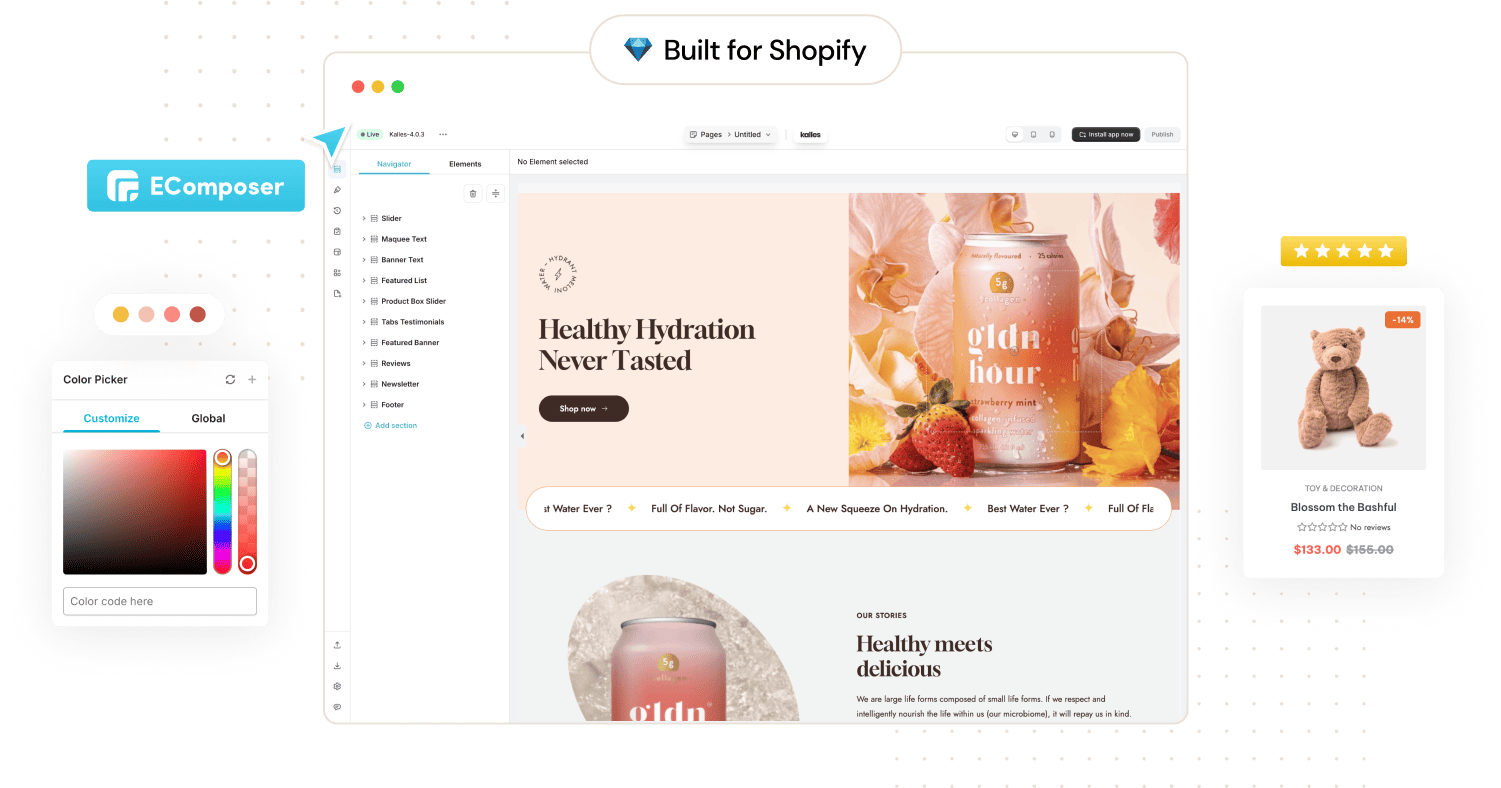 Built for Shopify
Live
Kalles-4.0.3
Pages
Untitled
kalles
Install app now
Publish
EComposer
Navigator
Elements
No Element selected
Slider
Maquee Text
Banner Text
Featured List
Product Box Slider
Tabs Testimonials
Featured Banner
Reviews
Newsletter
Footer
Add section
WATER - HYDRANT MELONI
Healthy Hydration
Never Tasted
Shop now
naturally flavoured • 25 calories
5g
collagen
gldn
hour
strawberry mint
collagen infused
sparkling water
st Water Ever ?
Full Of Flavor. Not Sugar.
A New Squeeze On Hydration.
Best Water Ever ?
Full Of Fla
5g
collagen
gldn
OUR STORIES
Healthy meets
delicious
We are large life forms composed of small life forms. If we respect and
intelligently nourish the life within us (our microbiome), it will repay us in kind.
Color Picker
Customize
Global
Color code here
-14%
TOY & DECORATION
Blossom the Bashful
No reviews
$133.00 $155.00